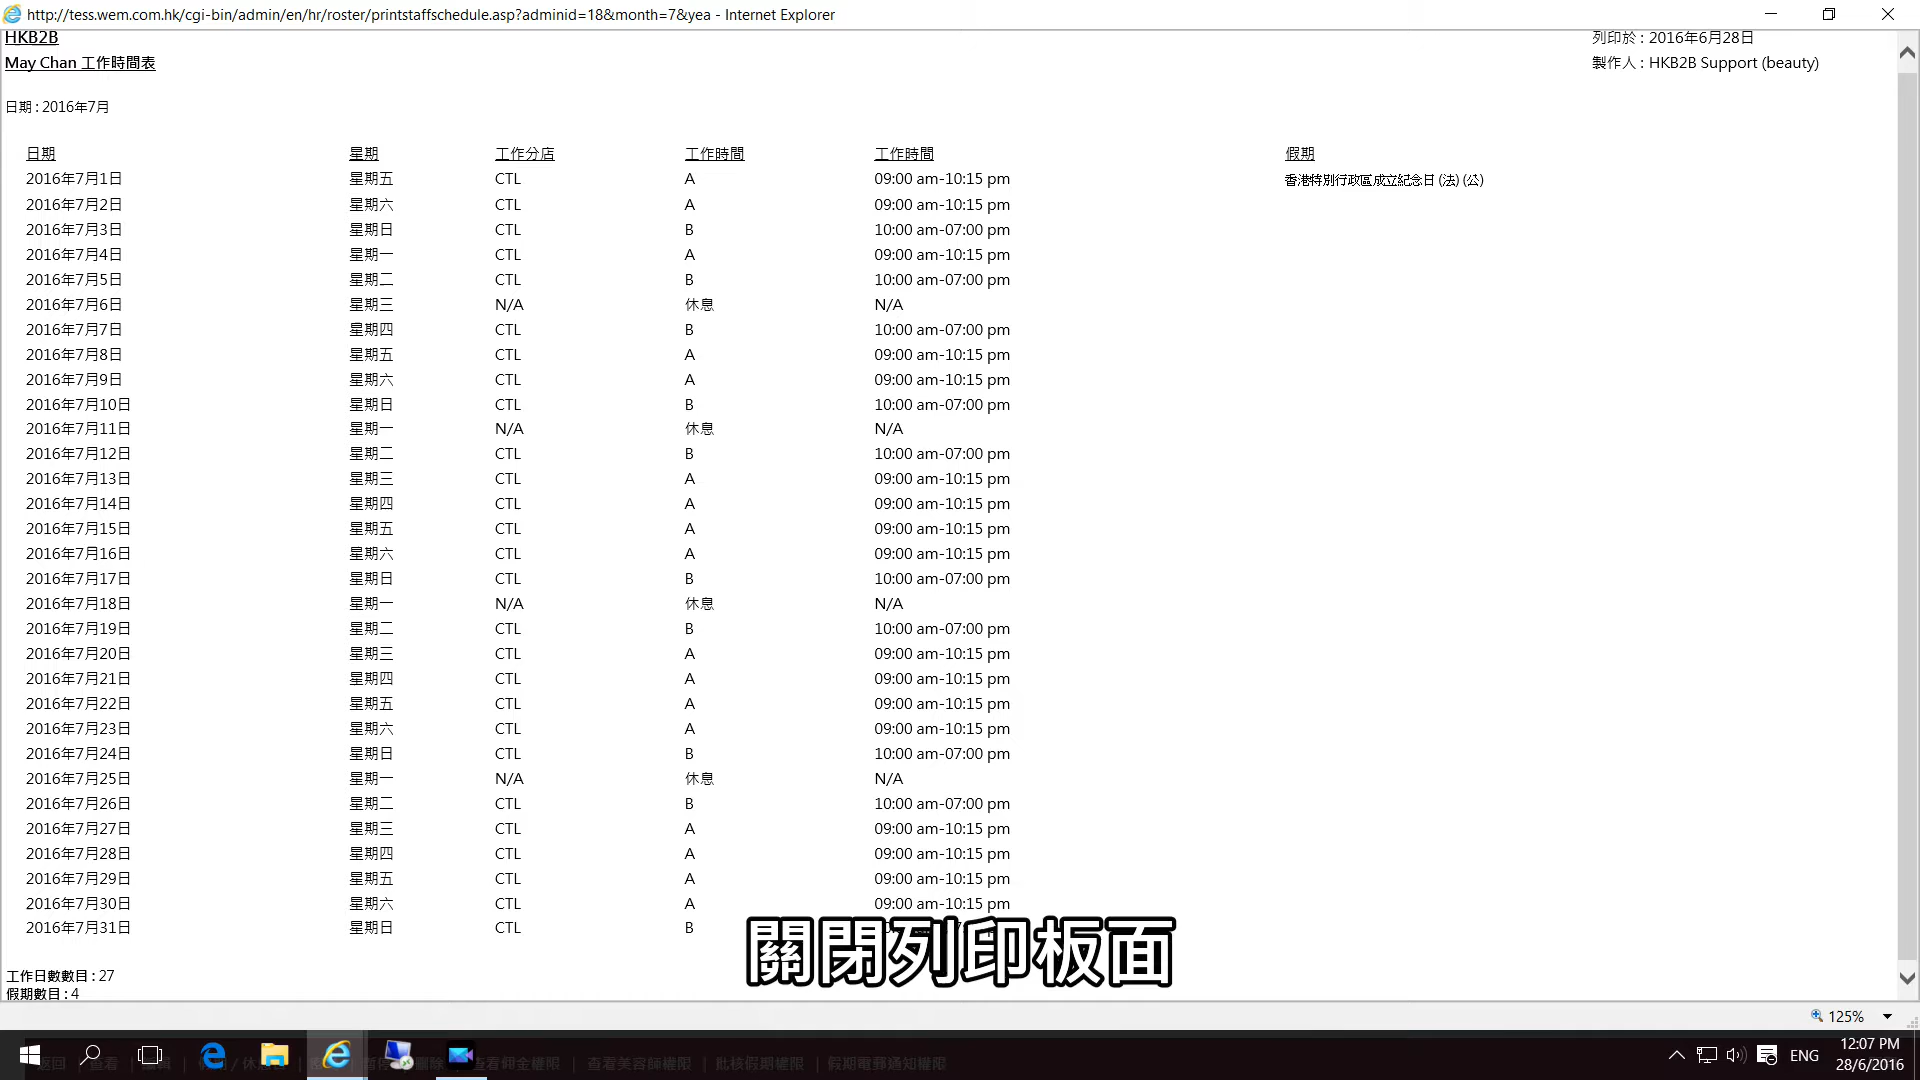 http://tess.wem.com.hk/cgi-bin/admin/en/hr/roster/printstaffschedule.asp?adminid=18&month=7&yea - Internet Explorer
HKB2B 列印於 : 2016年6月28日
May Chan 工作時間表 製作人 : HKB2B Support (beauty)
日期 : 2016年7月
日期 星期 工作分店 工作時間 工作時間 假期
2016年7月1日 星期五 CTL A 09:00 am-10:15 pm 香港特別行政區成立紀念日 (法) (公)
2016年7月2日 星期六 CTL A 09:00 am-10:15 pm
2016年7月3日 星期日 CTL B 10:00 am-07:00 pm
2016年7月4日 星期一 CTL A 09:00 am-10:15 pm
2016年7月5日 星期二 CTL B 10:00 am-07:00 pm
2016年7月6日 星期三 N/A 休息 N/A
2016年7月7日 星期四 CTL B 10:00 am-07:00 pm
2016年7月8日 星期五 CTL A 09:00 am-10:15 pm
2016年7月9日 星期六 CTL A 09:00 am-10:15 pm
2016年7月10日 星期日 CTL B 10:00 am-07:00 pm
2016年7月11日 星期一 N/A 休息 N/A
2016年7月12日 星期二 CTL B 10:00 am-07:00 pm
2016年7月13日 星期三 CTL A 09:00 am-10:15 pm
2016年7月14日 星期四 CTL A 09:00 am-10:15 pm
2016年7月15日 星期五 CTL A 09:00 am-10:15 pm
2016年7月16日 星期六 CTL A 09:00 am-10:15 pm
2016年7月17日 星期日 CTL B 10:00 am-07:00 pm
2016年7月18日 星期一 N/A 休息 N/A
2016年7月19日 星期二 CTL B 10:00 am-07:00 pm
2016年7月20日 星期三 CTL A 09:00 am-10:15 pm
2016年7月21日 星期四 CTL A 09:00 am-10:15 pm
2016年7月22日 星期五 CTL A 09:00 am-10:15 pm
2016年7月23日 星期六 CTL A 09:00 am-10:15 pm
2016年7月24日 星期日 CTL B 10:00 am-07:00 pm
2016年7月25日 星期一 N/A 休息 N/A
2016年7月26日 星期二 CTL B 10:00 am-07:00 pm
2016年7月27日 星期三 CTL A 09:00 am-10:15 pm
2016年7月28日 星期四 CTL A 09:00 am-10:15 pm
2016年7月29日 星期五 CTL A 09:00 am-10:15 pm
2016年7月30日 星期六 CTL A 09:00 am-10:15 pm
2016年7月31日 星期日 CTL B
關閉列印板面
工作日數數目 : 27
假期數目 : 4
125%
返回 | 查看 查看佣金權限 | 查看美容師權限 | 批核假期權限 | 假期電郵通知權限
ENG 12:07 PM
28/6/2016